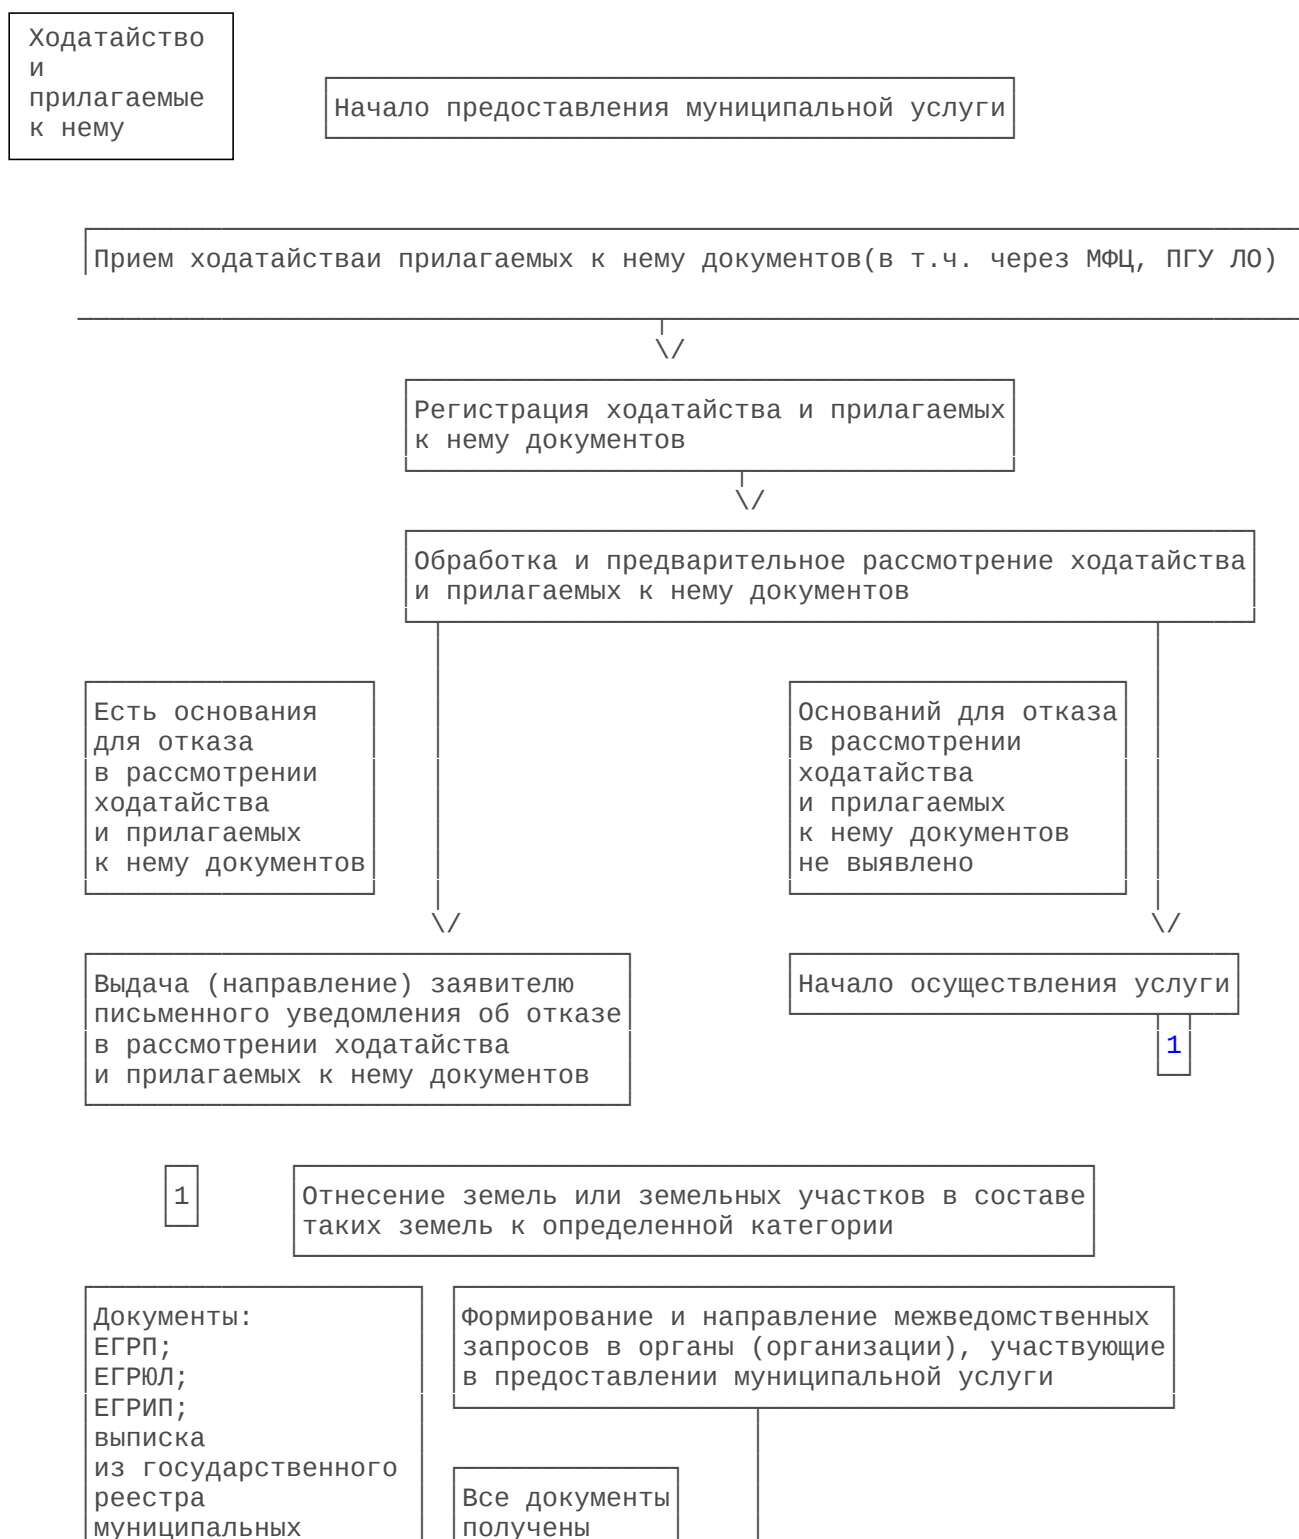 Ходатайство
и
прилагаемые
к нему
Начало предоставления муниципальной услуги
Прием ходатайстваи прилагаемых к нему документов(в т.ч. через МФЦ, ПГУ ЛО)
\/
Регистрация ходатайства и прилагаемых
к нему документов
\/
Обработка и предварительное рассмотрение ходатайства
и прилагаемых к нему документов
Есть основания
для отказа
в рассмотрении
ходатайства
и прилагаемых
к нему документов
Оснований для отказа
в рассмотрении
ходатайства
и прилагаемых
к нему документов
не выявлено
\/
\/
Выдача (направление) заявителю
письменного уведомления об отказе
в рассмотрении ходатайства
и прилагаемых к нему документов
Начало осуществления услуги
1
1
Отнесение земель или земельных участков в составе
таких земель к определенной категории
Документы:
ЕГРП;
ЕГРЮЛ;
ЕГРИП;
выписка
из государственного
реестра
муниципальных
Формирование и направление межведомственных
запросов в органы (организации), участвующие
в предоставлении муниципальной услуги
Все документы
получены